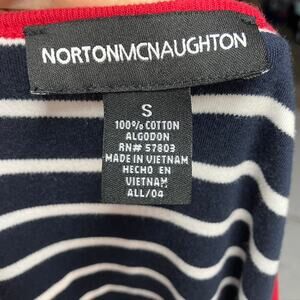 NORTONMCNAUGHTON
S
100% COTTON
ALGODON
RN# 57803
MADE IN VIETNAM
HECHO EN
VIETNAM
ALL/04